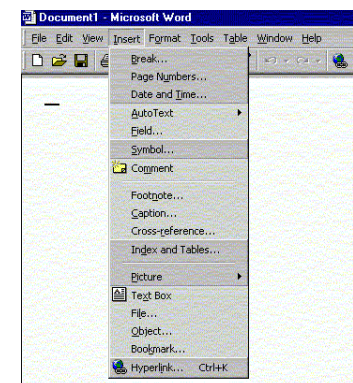 Document1 - Microsoft Word
File Edit View Insert Format Tools Table Window Help
Break...
Page Numbers...
Date and Time...
AutoText
Field...
Symbol...
Comment
Footnote...
Caption...
Cross-reference...
Index and Tables...
Picture
Text Box
File...
Object...
Bookmark...
Hyperlink... Ctrl+K